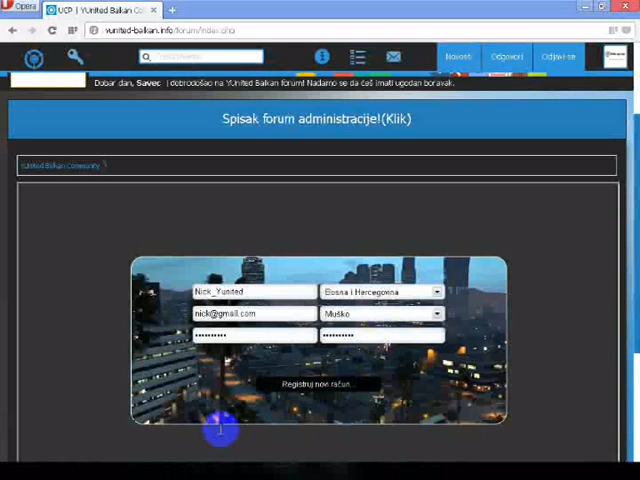 Opera
UCP | YUnited Balkan Co
yunited-balkan.info/forum/index.php
Novosti
Odgovori
Odjavi se
Dobar dan, Savec | dobrodošao na YUnited Balkan forum! Nadamo se da ćeš imati ugodan boravak.
Spisak forum administracije!(Klik)
YUnited Balkan Community
Nick_Yunited
Bosna i Hercegovina
nick@gmail.com
Muško
Registruj novi račun...